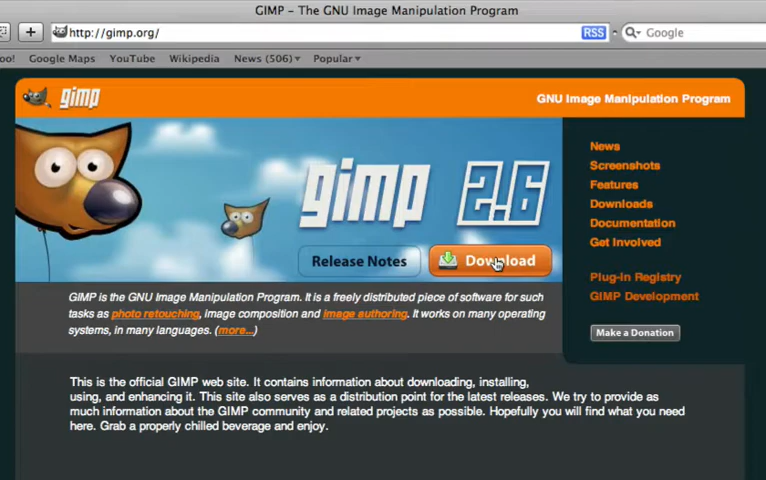 GIMP - The GNU Image Manipulation Program
http://gimp.org/
RSS
Google
Google Maps YouTube Wikipedia News (506) Popular
gimp
GNU Image Manipulation Program
gimp 2.6
Release Notes Download
News
Screenshots
Features
Downloads
Documentation
Get Involved
Plug-in Registry
GIMP Development
Make a Donation
GIMP is the GNU Image Manipulation Program. It is a freely distributed piece of software for such
tasks as photo retouching, image composition and image authoring. It works on many operating
systems, in many languages. (more...)
This is the official GIMP web site. It contains information about downloading, installing,
using, and enhancing it. This site also serves as a distribution point for the latest releases. We try to provide as
much information about the GIMP community and related projects as possible. Hopefully you will find what you need
here. Grab a properly chilled beverage and enjoy.